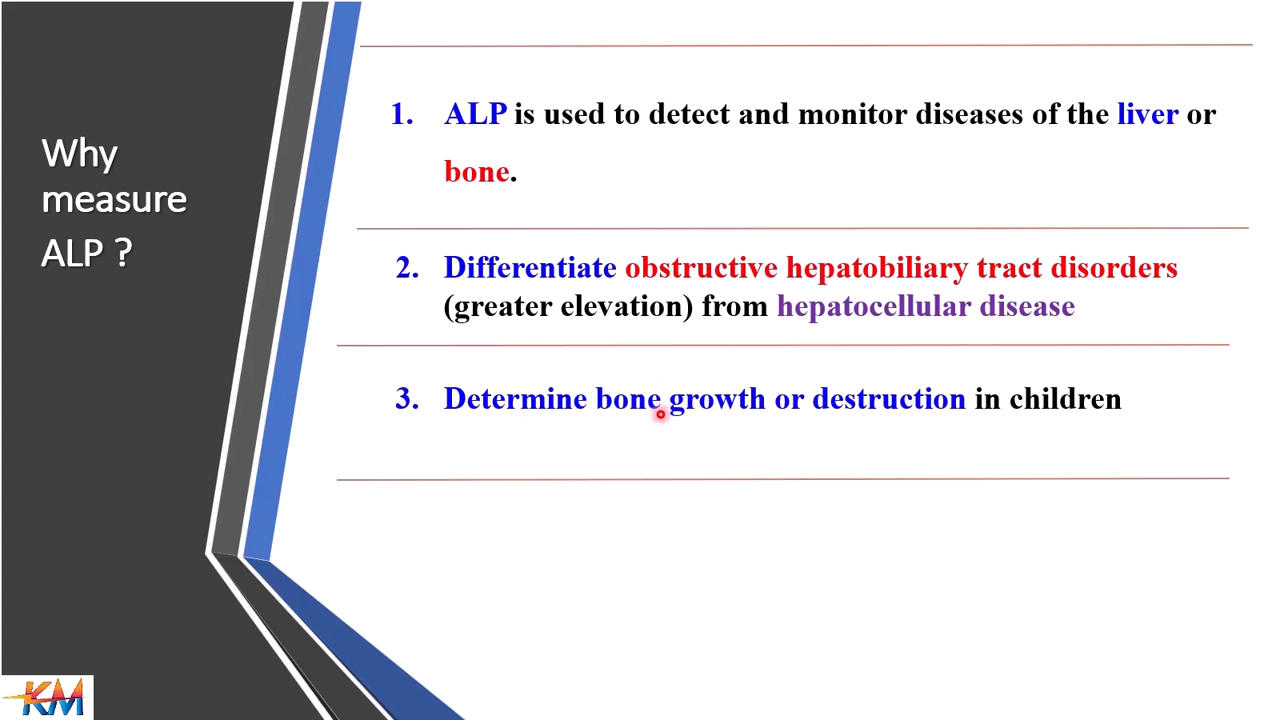 Why
measure
ALP ?
1. ALP is used to detect and monitor diseases of the liver or
bone.
2. Differentiate obstructive hepatobiliary tract disorders
(greater elevation) from hepatocellular disease
3. Determine bone growth or destruction in children
KM